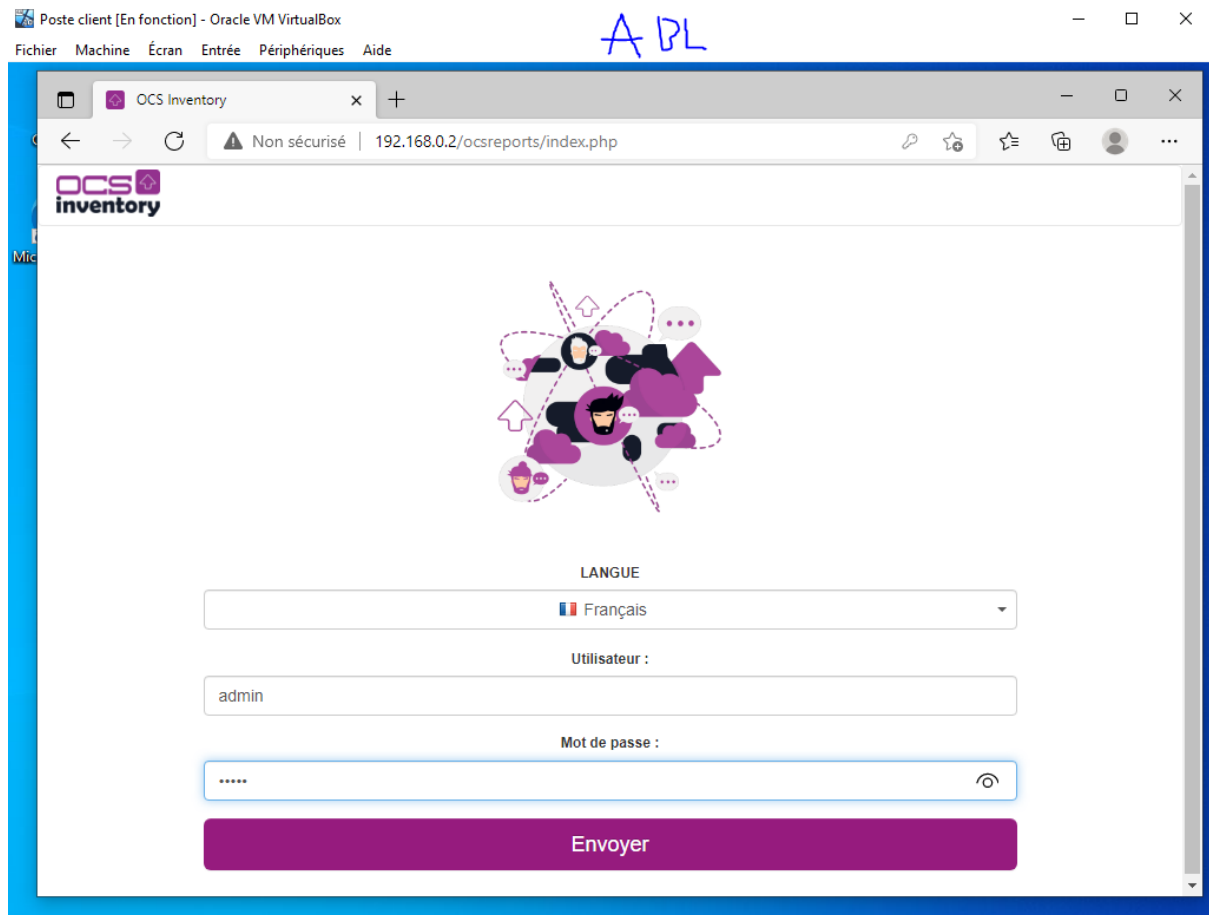 Poste client [En fonction] - Oracle VM VirtualBox
ABL
Fichier Machine Écran Entrée Périphériques Aide
OCS Inventory
Non sécurisé | 192.168.0.2/ocsreports/index.php
OCS
inventory
Mic
LANGUE
Français
Utilisateur :
admin
Mot de passe :
•••••
Envoyer